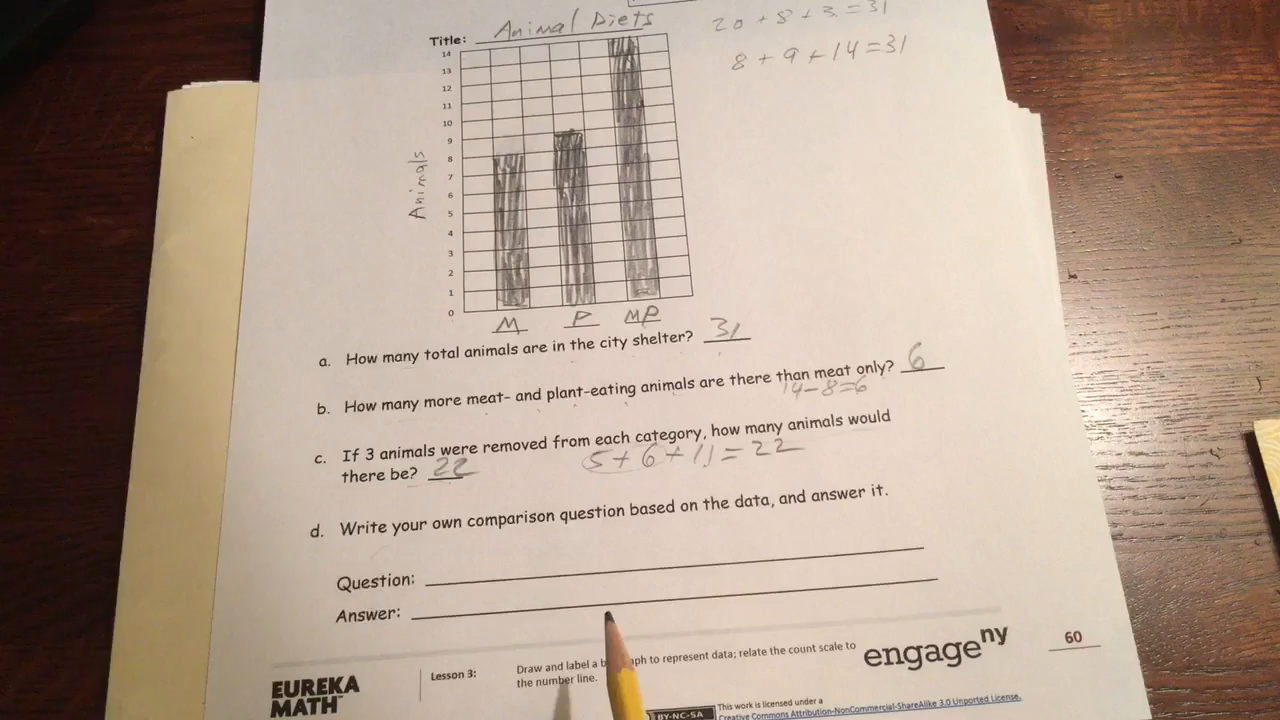 20 + 8 + 3 = 31
Title: Animal Diets
8 + 9 + 14 = 31
14
13
12
11
10
9
8
7
6
5
4
3
2
1
0
Animals
M P MP
a. How many total animals are in the city shelter? 31
b. How many more meat- and plant-eating animals are there than meat only? 6
14-8=6
c. If 3 animals were removed from each category, how many animals would
there be? 22 5+6+11=22
d. Write your own comparison question based on the data, and answer it.
Question:
Answer:
EUREKA
MATH™
Lesson 3:
Draw and label a b ph to represent data; relate the count scale to
the number line.
engage ny
60
BY-NC-SA
This work is licensed under a
Creative Commons Attribution-NonCommercial-ShareAlike 3.0 Unported License.